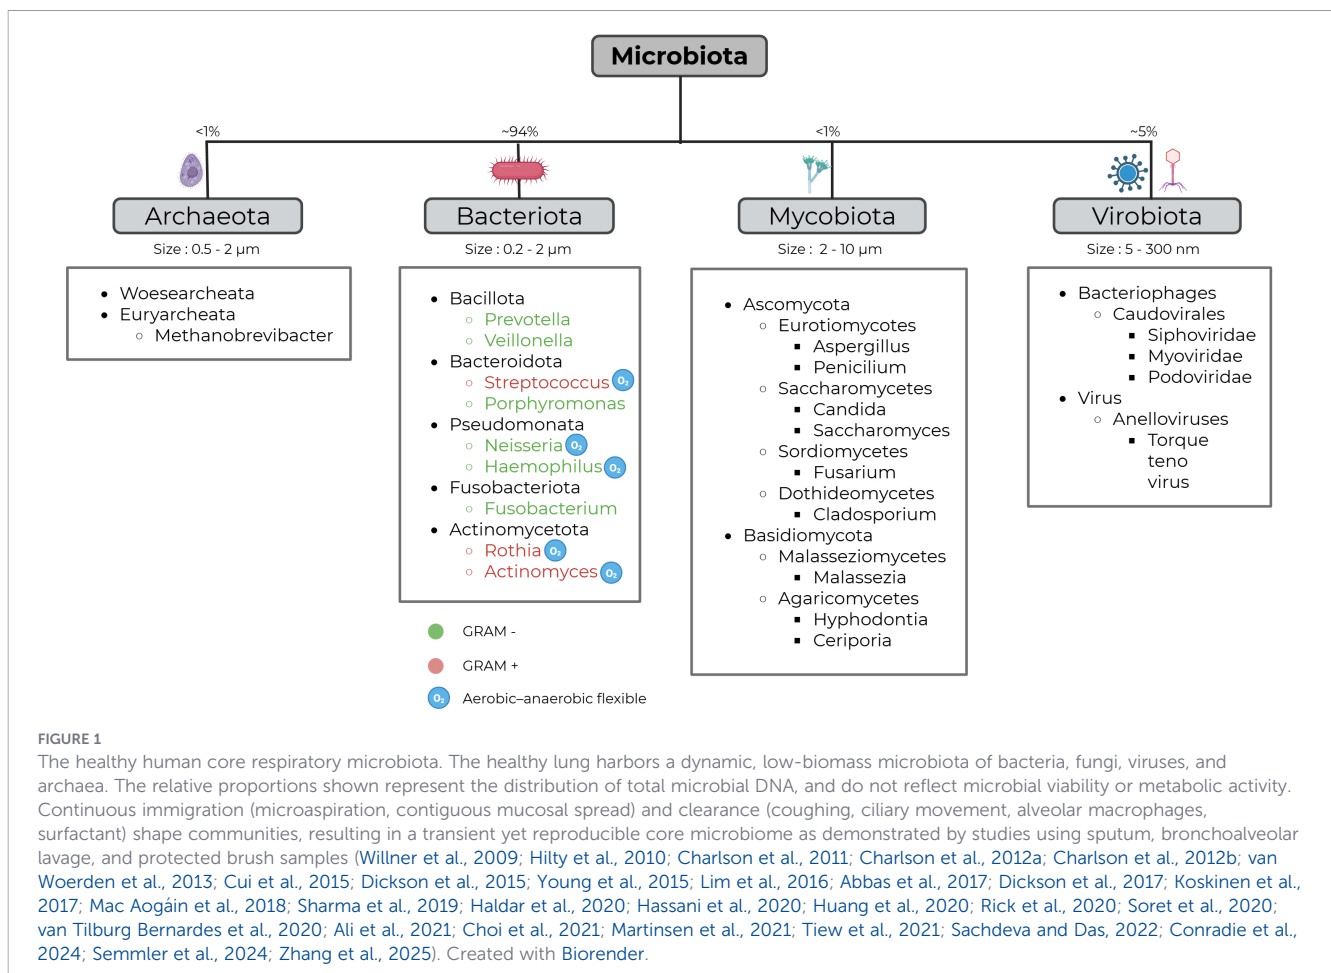 Microbiota
<1%
~94%
<1%
~5%
Archaeota
Size : 0.5 - 2 µm
• Woesearcheata
• Euryarcheata
○ Methanobrevibacter
Bacteriota
Size : 0.2 - 2 µm
• Bacillota
○ Prevotella
○ Veillonella
• Bacteroidota
○ Streptococcus O₂
○ Porphyromonas
• Pseudomonata
○ Neisseria O₂
○ Haemophilus O₂
• Fusobacteriota
○ Fusobacterium
• Actinomycetota
○ Rothia O₂
○ Actinomyces O₂
GRAM -
GRAM +
O₂ Aerobic–anaerobic flexible
Mycobiota
Size : 2 - 10 µm
• Ascomycota
○ Eurotiomycotes
▪ Aspergillus
▪ Penicilium
○ Saccharomycetes
▪ Candida
▪ Saccharomyces
○ Sordiomycetes
▪ Fusarium
○ Dothideomycetes
▪ Cladosporium
• Basidiomycota
○ Malasseziomycetes
▪ Malassezia
○ Agaricomycetes
▪ Hyphodontia
▪ Ceriporia
Virobiota
Size : 5 - 300 nm
• Bacteriophages
○ Caudovirales
▪ Siphoviridae
▪ Myoviridae
▪ Podoviridae
• Virus
○ Anelloviruses
▪ Torque
teno
virus
FIGURE 1
The healthy human core respiratory microbiota. The healthy lung harbors a dynamic, low-biomass microbiota of bacteria, fungi, viruses, and
archaea. The relative proportions shown represent the distribution of total microbial DNA, and do not reflect microbial viability or metabolic activity.
Continuous immigration (microaspiration, contiguous mucosal spread) and clearance (coughing, ciliary movement, alveolar macrophages,
surfactant) shape communities, resulting in a transient yet reproducible core microbiome as demonstrated by studies using sputum, bronchoalveolar
lavage, and protected brush samples (Willner et al., 2009; Hilty et al., 2010; Charlson et al., 2011; Charlson et al., 2012a; Charlson et al., 2012b; van
Woerden et al., 2013; Cui et al., 2015; Dickson et al., 2015; Young et al., 2015; Lim et al., 2016; Abbas et al., 2017; Dickson et al., 2017; Koskinen et al.,
2017; Mac Aogáin et al., 2018; Sharma et al., 2019; Haldar et al., 2020; Hassani et al., 2020; Huang et al., 2020; Rick et al., 2020; Soret et al., 2020;
van Tilburg Bernardes et al., 2020; Ali et al., 2021; Choi et al., 2021; Martinsen et al., 2021; Tiew et al., 2021; Sachdeva and Das, 2022; Conradie et al.,
2024; Semmler et al., 2024; Zhang et al., 2025). Created with Biorender.